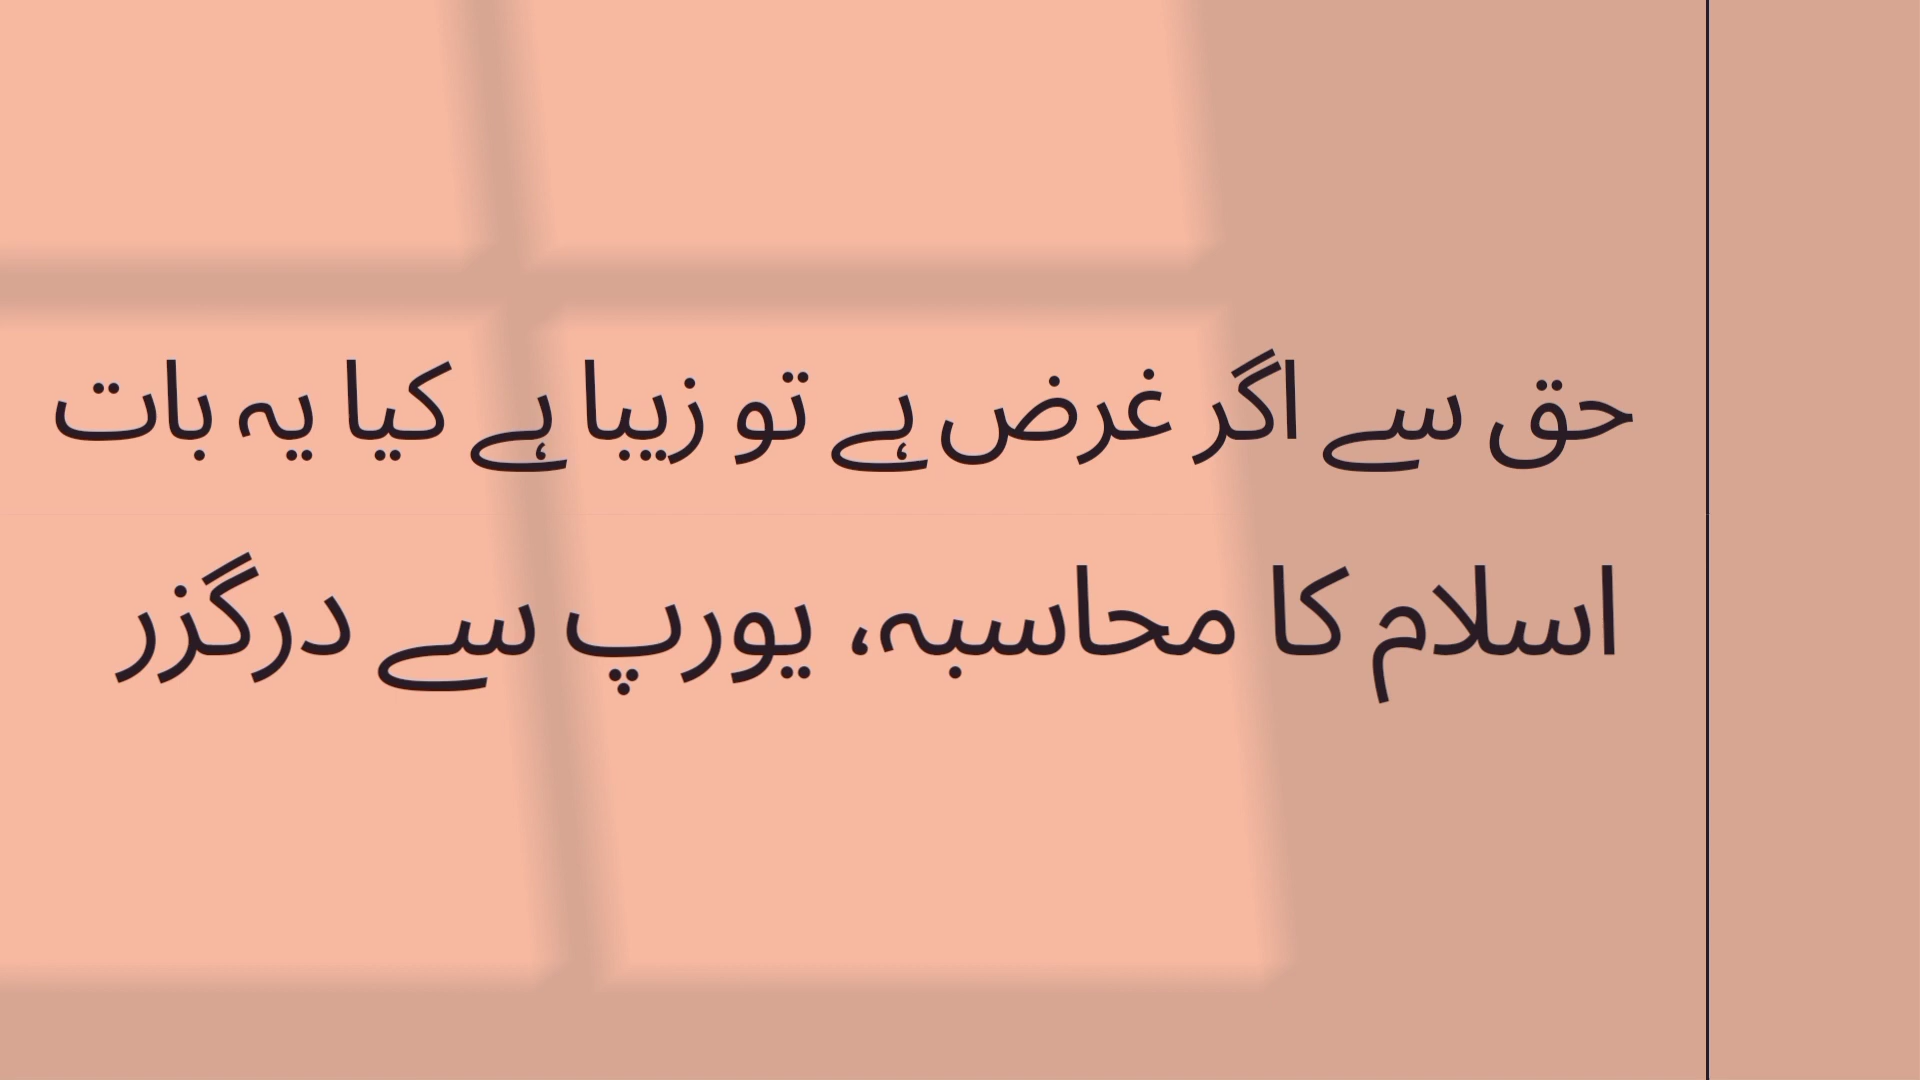 حق سے اگر غرض ہے تو زیبا ہے کیا یہ بات
اسلام کا محاسبہ، یورپ سے درگزر